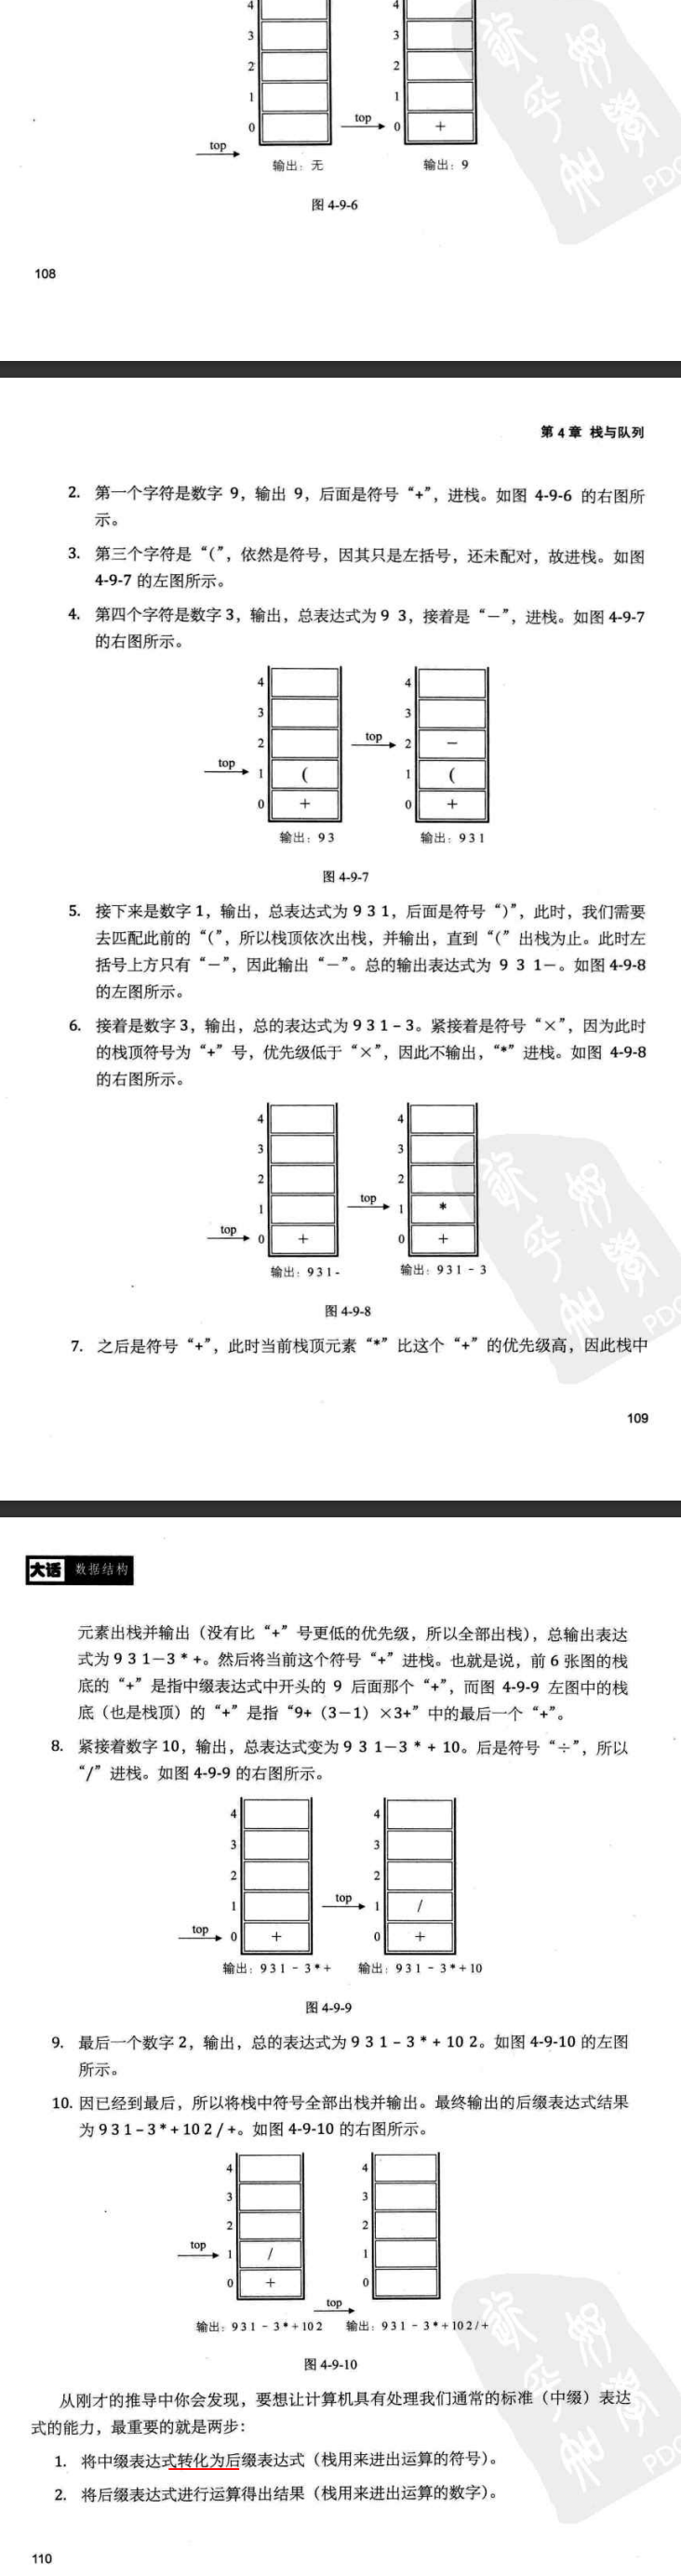 4 4
3 3
2 2
1 1
top 0 top 0 +
输出：无 输出：9
图 4-9-6
108
第 4 章 栈与队列
2. 第一个字符是数字 9，输出 9，后面是符号“+”，进栈。如图 4-9-6 的右图所
示。
3. 第三个字符是“(”，依然是符号，因其只是左括号，还未配对，故进栈。如图
4-9-7 的左图所示。
4. 第四个字符是数字 3，输出，总表达式为 9 3，接着是“－”，进栈。如图 4-9-7
的右图所示。
4 4
3 3
2 top 2 －
top 1 ( 1 (
0 + 0 +
输出：9 3 输出：9 3 1
图 4-9-7
5. 接下来是数字 1，输出，总表达式为 9 3 1，后面是符号“)”，此时，我们需要
去匹配此前的“(”，所以栈顶依次出栈，并输出，直到“(”出栈为止。此时左
括号上方只有“－”，因此输出“－”。总的输出表达式为 9 3 1－。如图 4-9-8
的左图所示。
6. 接着是数字 3，输出，总的表达式为 9 3 1 – 3。紧接着是符号“×”，因为此时
的栈顶符号为“+”号，优先级低于“×”，因此不输出，“*”进栈。如图 4-9-8
的右图所示。
4 4
3 3
2 2
1 top 1 *
top 0 + 0 +
输出：9 3 1 - 输出：9 3 1 - 3
图 4-9-8
7. 之后是符号“+”，此时当前栈顶元素“*”比这个“+”的优先级高，因此栈中
109
大话 数据结构
元素出栈并输出（没有比“+”号更低的优先级，所以全部出栈），总输出表达
式为 9 3 1－3 * +。然后将当前这个符号“+”进栈。也就是说，前 6 张图的栈
底的“+”是指中缀表达式中开头的 9 后面那个“+”，而图 4-9-9 左图中的栈
底（也是栈顶）的“+”是指“9+（3－1）×3+”中的最后一个“+”。
8. 紧接着数字 10，输出，总表达式变为 9 3 1－3 * + 10。后是符号“÷”，所以
“/”进栈。如图 4-9-9 的右图所示。
4 4
3 3
2 2
1 top 1 /
top 0 + 0 +
输出：9 3 1 - 3 * + 输出：9 3 1 - 3 * + 10
图 4-9-9
9. 最后一个数字 2，输出，总的表达式为 9 3 1 – 3 * + 10 2。如图 4-9-10 的左图
所示。
10. 因已经到最后，所以将栈中符号全部出栈并输出。最终输出的后缀表达式结果
为 9 3 1 – 3 * + 10 2 / +。如图 4-9-10 的右图所示。
4 4
3 3
2 2
top 1 / 1
0 + 0
top
输出：9 3 1 - 3 * + 10 2 输出：9 3 1 - 3 * + 10 2 / +
图 4-9-10
从刚才的推导中你会发现，要想让计算机具有处理我们通常的标准（中缀）表达
式的能力，最重要的就是两步：
1. 将中缀表达式转化为后缀表达式（栈用来进出运算的符号）。
2. 将后缀表达式进行运算得出结果（栈用来进出运算的数字）。
110